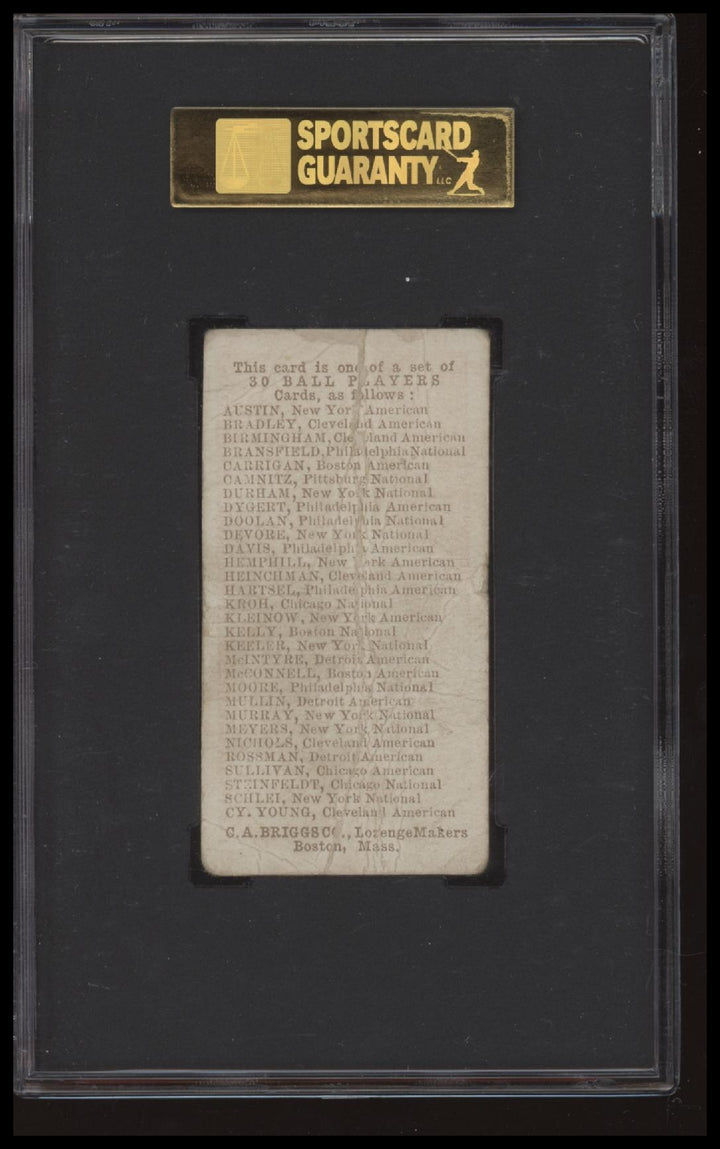 SPORTSCARD
GUARANTY LLC
This card is one of a set of
30 BALL PLAYERS
Cards, as follows :
AUSTIN, New York American
BRADLEY, Cleveland American
BIRMINGHAM, Cleveland American
BRANSFIELD, Philadelphia National
CARRIGAN, Boston American
CAMNITZ, Pittsburg National
DURHAM, New York National
DYGERT, Philadelphia American
DOOLAN, Philadelphia National
DEVORE, New York National
DAVIS, Philadelphia American
HEMPHILL, New York American
HEINCHMAN, Cleveland American
HARTSEL, Philadelphia American
KROH, Chicago National
KLEINOW, New York American
KELLY, Boston National
KEELER, New York National
McINTYRE, Detroit American
McCONNELL, Boston American
MOORE, Philadelphia National
MULLIN, Detroit American
MURRAY, New York National
MEYERS, New York National
NICHOLS, Cleveland American
ROSSMAN, Detroit American
SULLIVAN, Chicago American
STEINFELDT, Chicago National
SCHLEI, New York National
CY. YOUNG, Cleveland American
C. A. BRIGGS CO., Lozenge Makers
Boston, Mass.